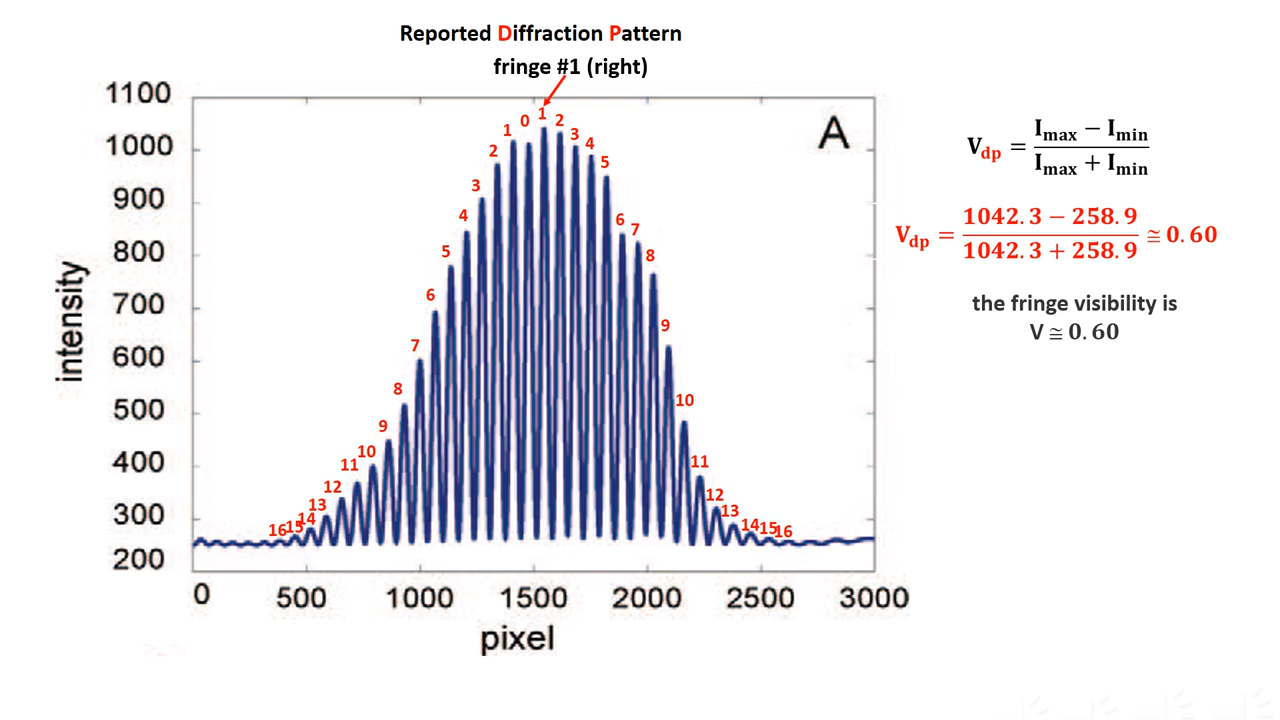 Reported Diffraction Pattern
fringe #1 (right)
A
intensity
1100
1000
900
800
700
600
500
400
300
200
0 500 1000 1500 2000 2500 3000
pixel
16 15 14 13 12 11 10 9 8 7 6 5 4 3 2 1 0 1 2 3 4 5 6 7 8 9 10 11 12 13 14 15 16
V_dp = (I_max − I_min) / (I_max + I_min)
V_dp = (1042.3 − 258.9) / (1042.3 + 258.9) ≅ 0.60
the fringe visibility is
V ≅ 0.60